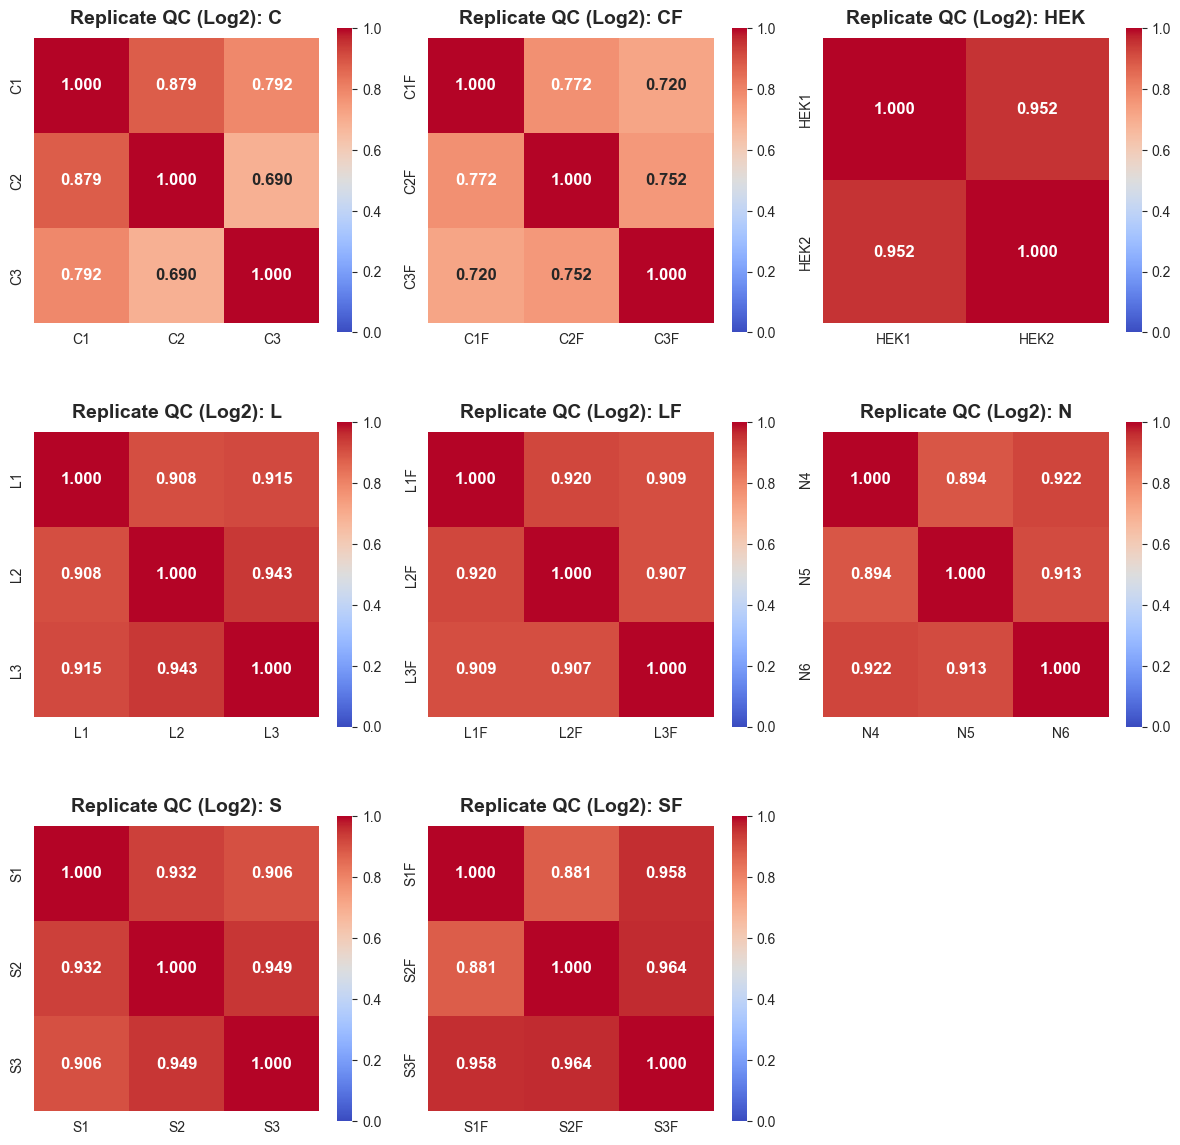 Replicate QC (Log2): C
C1
1.000
0.879
0.792
C2
0.879
1.000
0.690
C3
0.792
0.690
1.000
C1
C2
C3
1.0
0.8
0.6
0.4
0.2
0.0
Replicate QC (Log2): CF
C1F
1.000
0.772
0.720
C2F
0.772
1.000
0.752
C3F
0.720
0.752
1.000
C1F
C2F
C3F
1.0
0.8
0.6
0.4
0.2
0.0
Replicate QC (Log2): HEK
HEK1
1.000
0.952
HEK2
0.952
1.000
HEK1
HEK2
1.0
0.8
0.6
0.4
0.2
0.0
Replicate QC (Log2): L
L1
1.000
0.908
0.915
L2
0.908
1.000
0.943
L3
0.915
0.943
1.000
L1
L2
L3
1.0
0.8
0.6
0.4
0.2
0.0
Replicate QC (Log2): LF
L1F
1.000
0.920
0.909
L2F
0.920
1.000
0.907
L3F
0.909
0.907
1.000
L1F
L2F
L3F
1.0
0.8
0.6
0.4
0.2
0.0
Replicate QC (Log2): N
N4
1.000
0.894
0.922
N5
0.894
1.000
0.913
N6
0.922
0.913
1.000
N4
N5
N6
1.0
0.8
0.6
0.4
0.2
0.0
Replicate QC (Log2): S
S1
1.000
0.932
0.906
S2
0.932
1.000
0.949
S3
0.906
0.949
1.000
S1
S2
S3
1.0
0.8
0.6
0.4
0.2
0.0
Replicate QC (Log2): SF
S1F
1.000
0.881
0.958
S2F
0.881
1.000
0.964
S3F
0.958
0.964
1.000
S1F
S2F
S3F
1.0
0.8
0.6
0.4
0.2
0.0